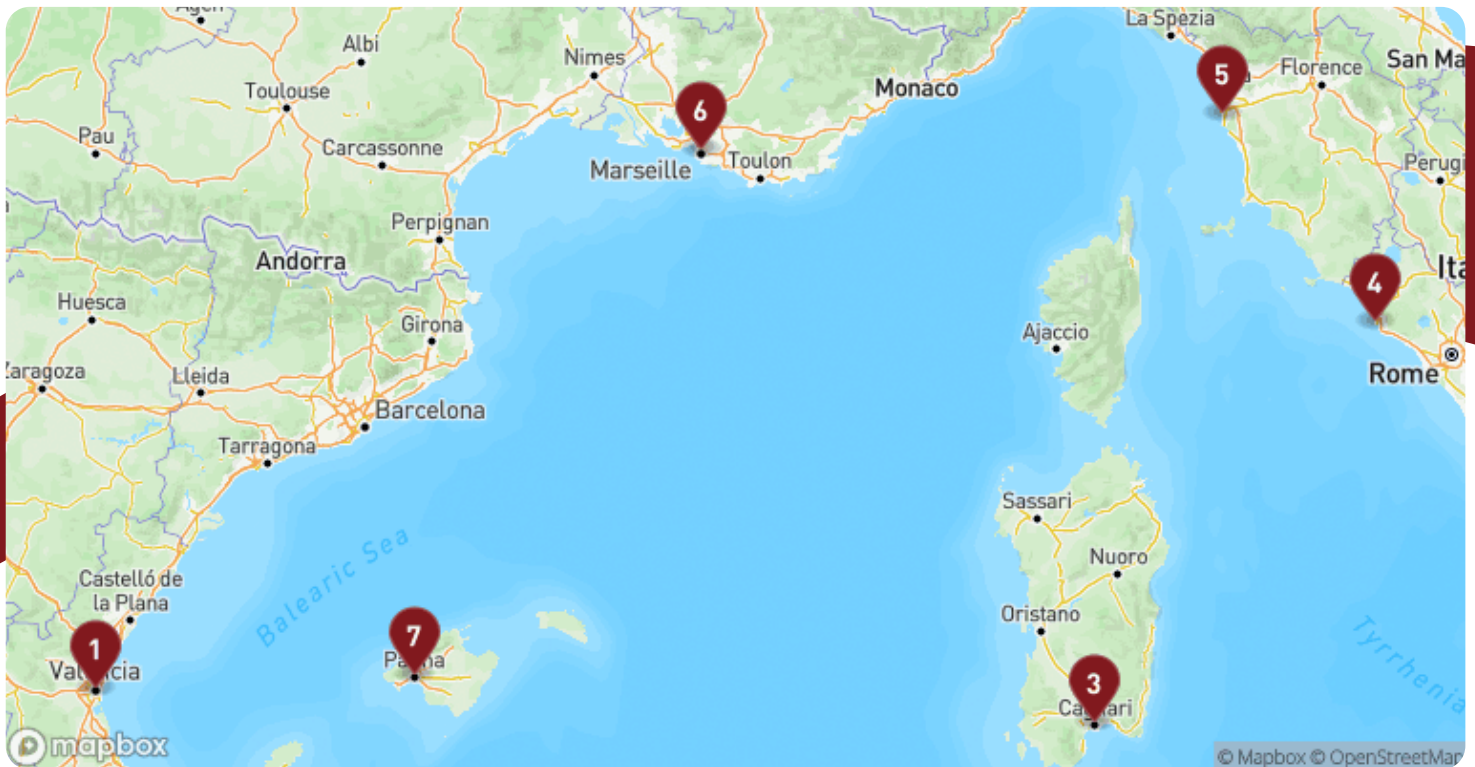 Agen
La Spezia
Albi
Nimes
5
Florence
San Ma
Toulouse
Monaco
6
Pau
Carcassonne
Marseille
Toulon
Perugi
Perpignan
Andorra
Ita
4
Huesca
Girona
Ajaccio
Zaragoza
Lleida
Rome
Barcelona
Tarragona
Sassari
Balearic Sea
Nuoro
Castelló de
la Plana
Oristano
Tyrrhenia
1
7
3
mapbox
© Mapbox © OpenStreetMap